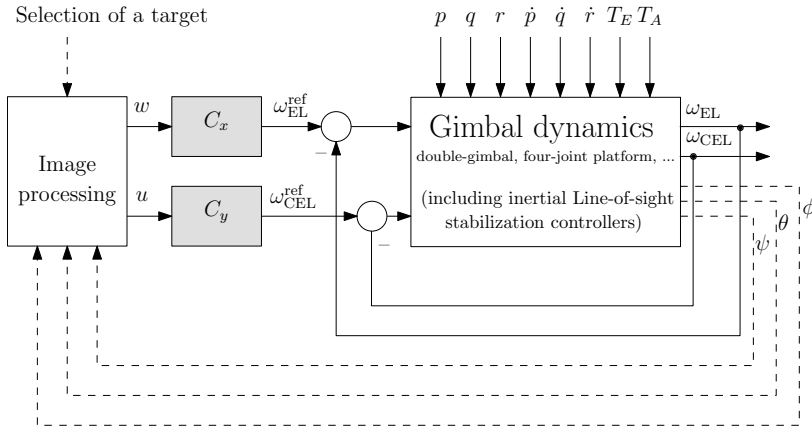 Selection of a target
p q r ṗ q̇ ṙ T_E T_A
Image
processing
w
C_x
ω_EL^ref
−
u
C_y
ω_CEL^ref
−
Gimbal dynamics
double-gimbal, four-joint platform, ...
(including inertial Line-of-sight
stabilization controllers)
ω_EL
ω_CEL
ϕ
θ
ψ